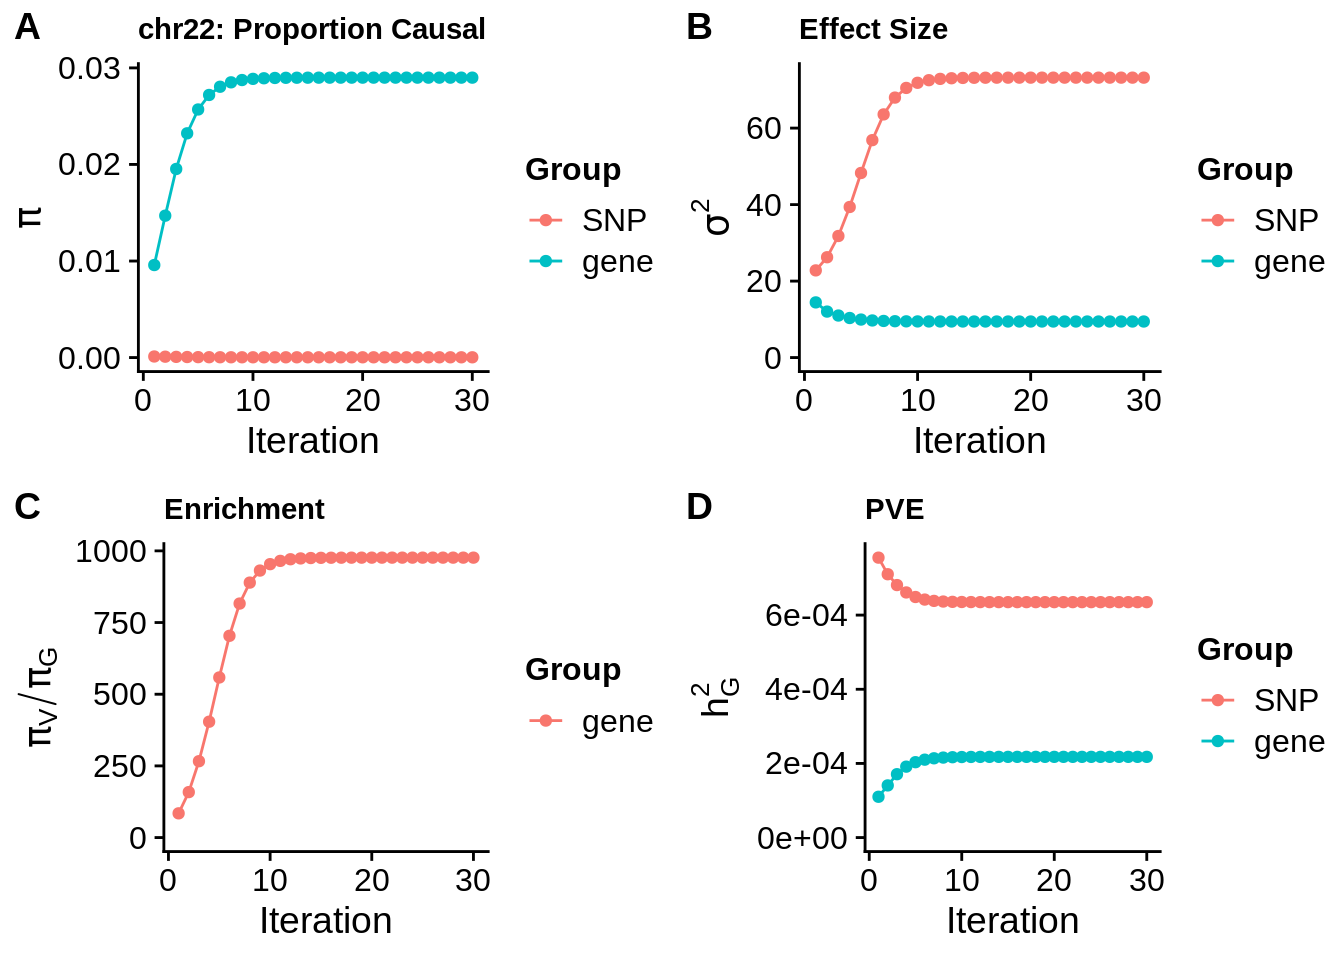 A
chr22: Proportion Causal
π
0.03
0.02
0.01
0.00
0 10 20 30
Iteration
Group
SNP
gene
B
Effect Size
σ²
60
40
20
0
0 10 20 30
Iteration
Group
SNP
gene
C
Enrichment
π_V/π_G
1000
750
500
250
0
0 10 20 30
Iteration
Group
gene
D
PVE
h²_G
6e-04
4e-04
2e-04
0e+00
0 10 20 30
Iteration
Group
SNP
gene